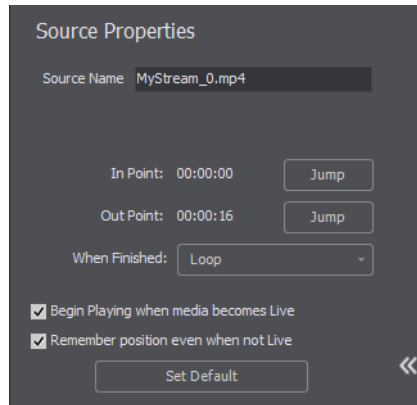 Source Properties
Source Name MyStream_0.mp4
In Point: 00:00:00 Jump
Out Point: 00:00:16 Jump
When Finished: Loop
Begin Playing when media becomes Live
Remember position even when not Live
Set Default